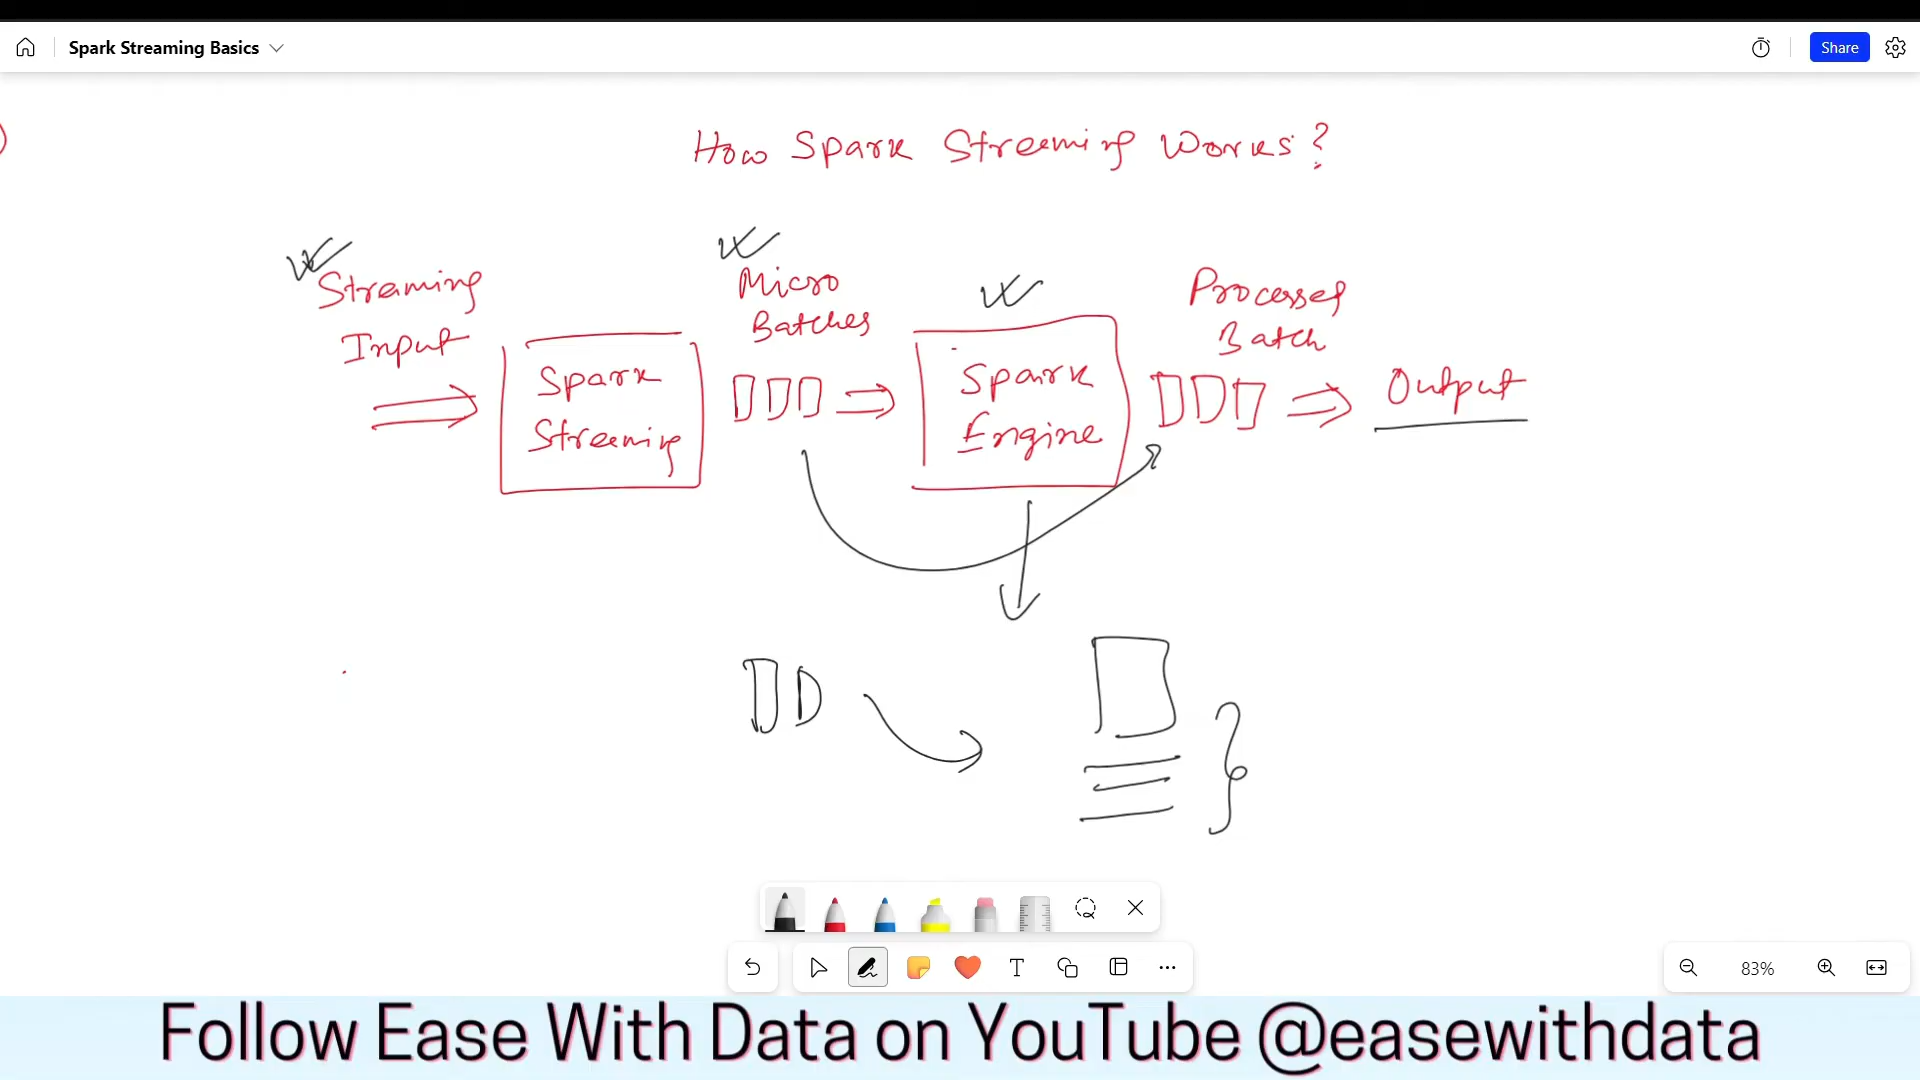 Spark Streaming Basics
Share
How Spark Streaming Works?
Streaming
Input
Spark
Streaming
Micro
Batches
Spark
Engine
Processed
Batch
Output
83%
Follow Ease With Data on YouTube @easewithdata